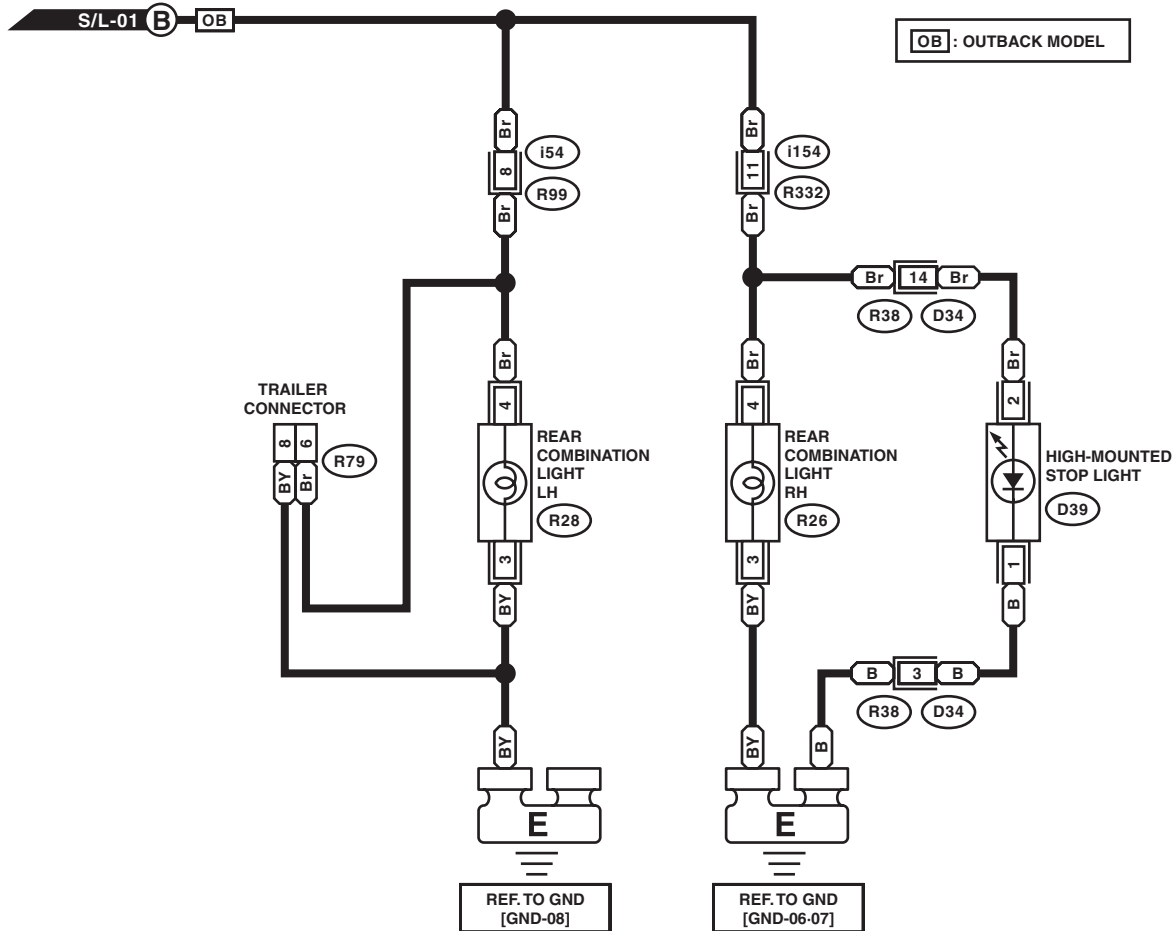 S/L-01 B OB
OB : OUTBACK MODEL
Br
Br
8
i54
R99
Br
11
i154
R332
Br
Br 14 Br
R38 D34
Br
Br
Br
TRAILER
CONNECTOR
8 6
BY Br
R79
4
REAR
COMBINATION
LIGHT
LH
R28
3
BY
4
REAR
COMBINATION
LIGHT
RH
R26
3
BY
2
HIGH-MOUNTED
STOP LIGHT
D39
1
B
B 3 B
R38 D34
BY
BY
B
E
E
REF. TO GND
[GND-08]
REF. TO GND
[GND-06·07]